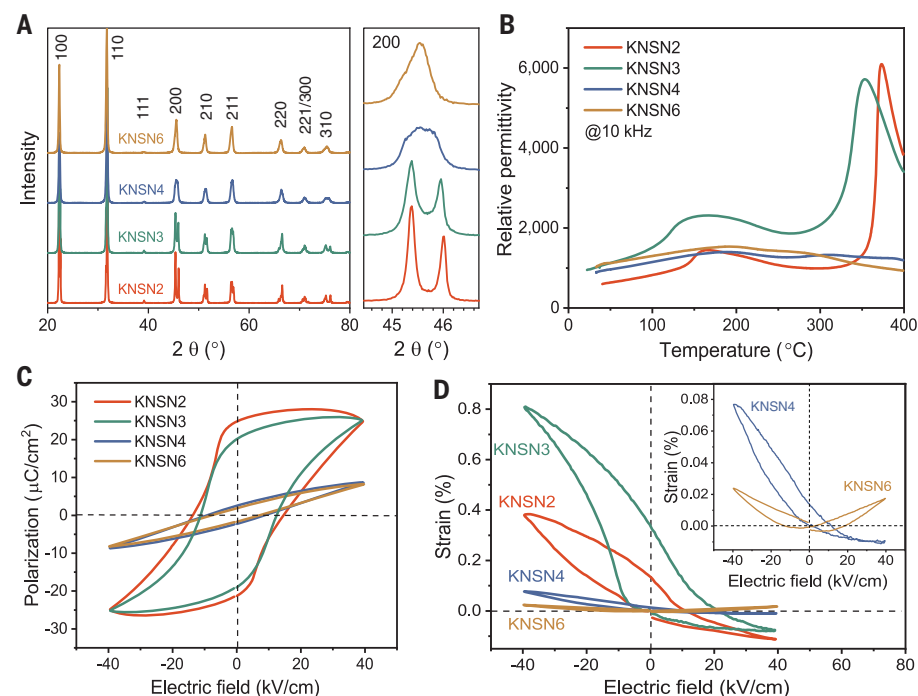 A
100
110
111
200
210
211
220
221/300
310
KNSN6
KNSN4
KNSN3
KNSN2
Intensity
20
40
60
80
2 θ (°)
200
45
46
2 θ (°)
B
KNSN2
KNSN3
KNSN4
KNSN6
@10 kHz
6,000
4,000
2,000
0
Relative permittivity
0
100
200
300
400
Temperature (°C)
C
KNSN2
KNSN3
KNSN4
KNSN6
30
20
10
0
-10
-20
-30
Polarization (μC/cm²)
-40
-20
0
20
40
Electric field (kV/cm)
D
0.8
0.6
0.4
0.2
0.0
Strain (%)
KNSN3
KNSN2
KNSN4
KNSN6
-40
-20
0
20
40
60
80
Electric field (kV/cm)
0.08
0.06
0.04
0.02
0.00
Strain (%)
KNSN4
KNSN6
-40
-20
0
20
40
Electric field (kV/cm)